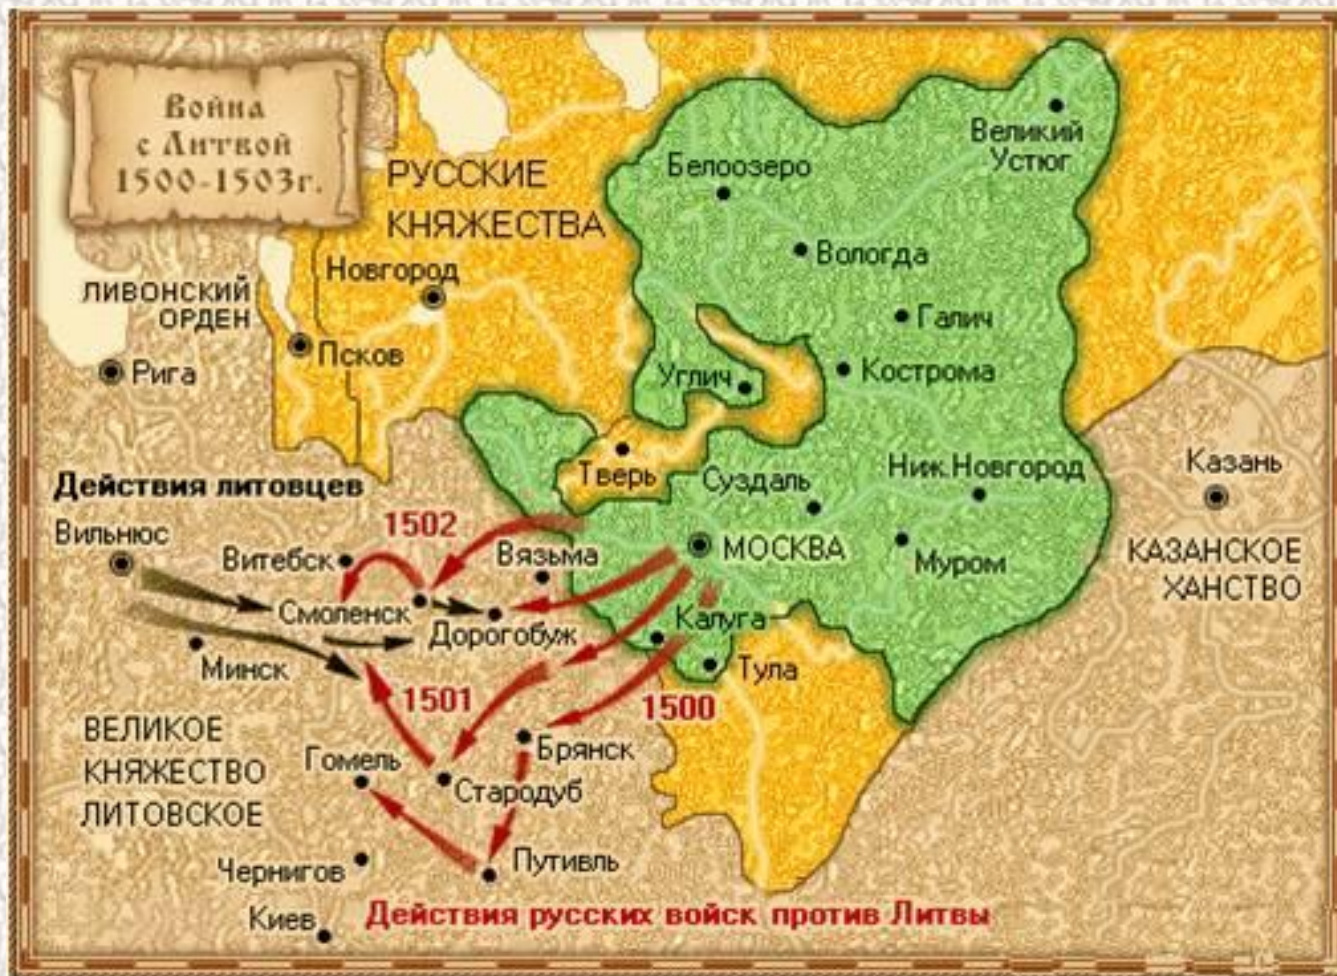 Война
с Литвой
1500-1503г.
РУССКИЕ
КНЯЖЕСТВА
Великий
Устюг
Белоозеро
Вологда
Новгород
ЛИВОНСКИЙ
ОРДЕН
Псков
Рига
Галич
Углич
Кострома
Тверь
Суздаль
Ниж.Новгород
Казань
КАЗАНСКОЕ
ХАНСТВО
Действия литовцев
Вильнюс
1502
Витебск
Вязьма
МОСКВА
Муром
Смоленск
Дорогобуж
Калуга
Минск
Тула
1501
1500
ВЕЛИКОЕ
КНЯЖЕСТВО
ЛИТОВСКОЕ
Гомель
Брянск
Стародуб
Чернигов
Путивль
Киев
Действия русских войск против Литвы